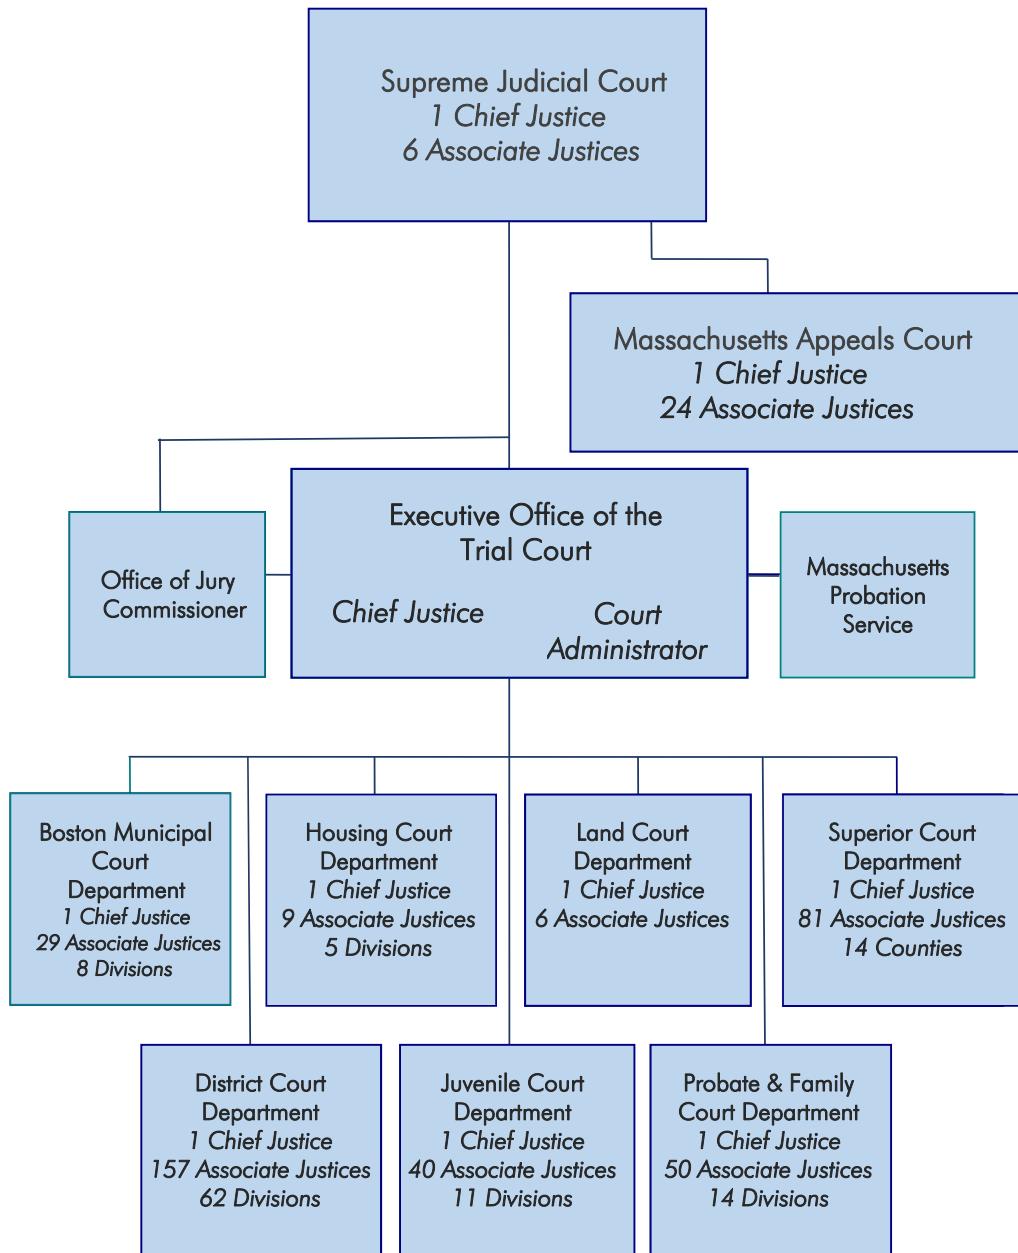 Supreme Judicial Court
1 Chief Justice
6 Associate Justices
Massachusetts Appeals Court
1 Chief Justice
24 Associate Justices
Office of Jury
Commissioner
Executive Office of the
Trial Court
Chief Justice
Court
Administrator
Massachusetts
Probation
Service
Boston Municipal
Court
Department
1 Chief Justice
29 Associate Justices
8 Divisions
Housing Court
Department
1 Chief Justice
9 Associate Justices
5 Divisions
Land Court
Department
1 Chief Justice
6 Associate Justices
Superior Court
Department
1 Chief Justice
81 Associate Justices
14 Counties
District Court
Department
1 Chief Justice
157 Associate Justices
62 Divisions
Juvenile Court
Department
1 Chief Justice
40 Associate Justices
11 Divisions
Probate & Family
Court Department
1 Chief Justice
50 Associate Justices
14 Divisions